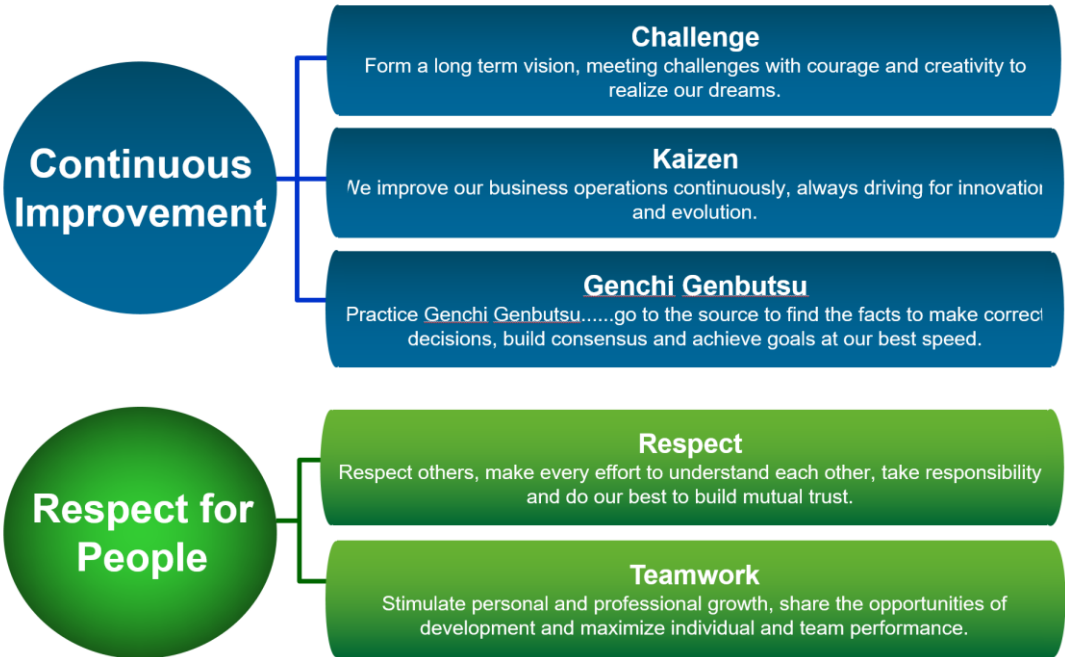 Continuous
Improvement
Challenge
Form a long term vision, meeting challenges with courage and creativity to
realize our dreams.
Kaizen
We improve our business operations continuously, always driving for innovation
and evolution.
Genchi Genbutsu
Practice Genchi Genbutsu......go to the source to find the facts to make correct
decisions, build consensus and achieve goals at our best speed.
Respect for
People
Respect
Respect others, make every effort to understand each other, take responsibility
and do our best to build mutual trust.
Teamwork
Stimulate personal and professional growth, share the opportunities of
development and maximize individual and team performance.